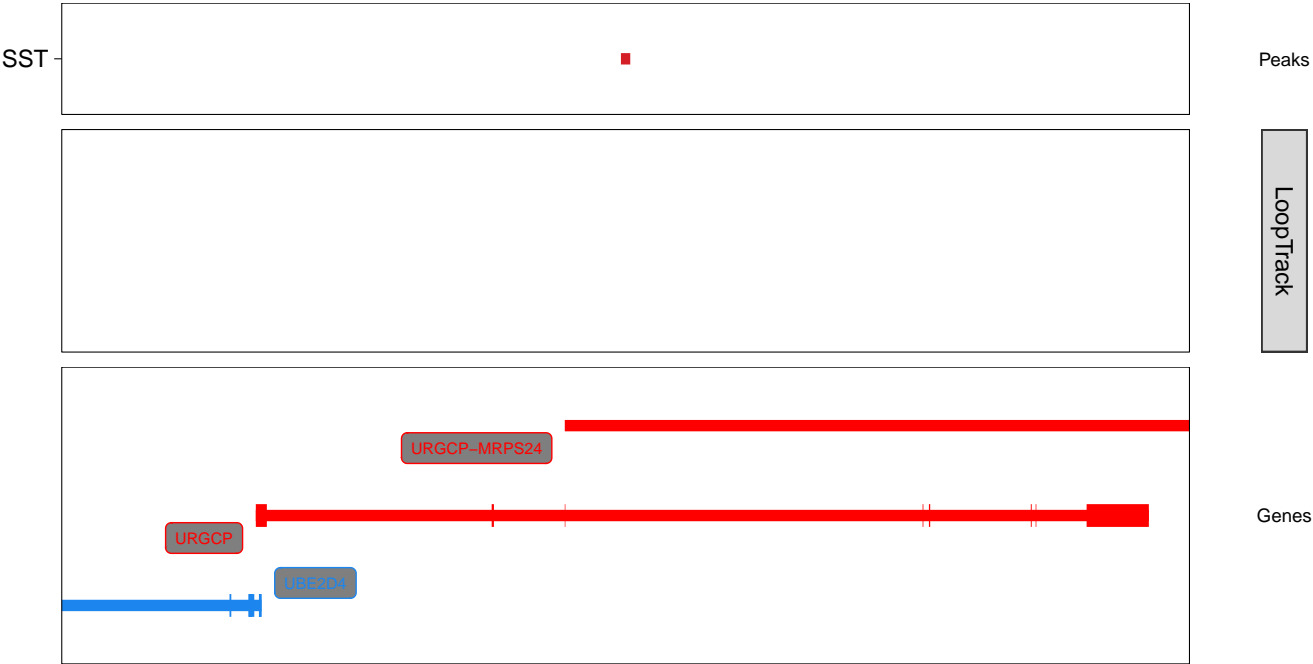 SST
Peaks
LoopTrack
URGCP−MRPS24
URGCP
Genes
UBE2D4